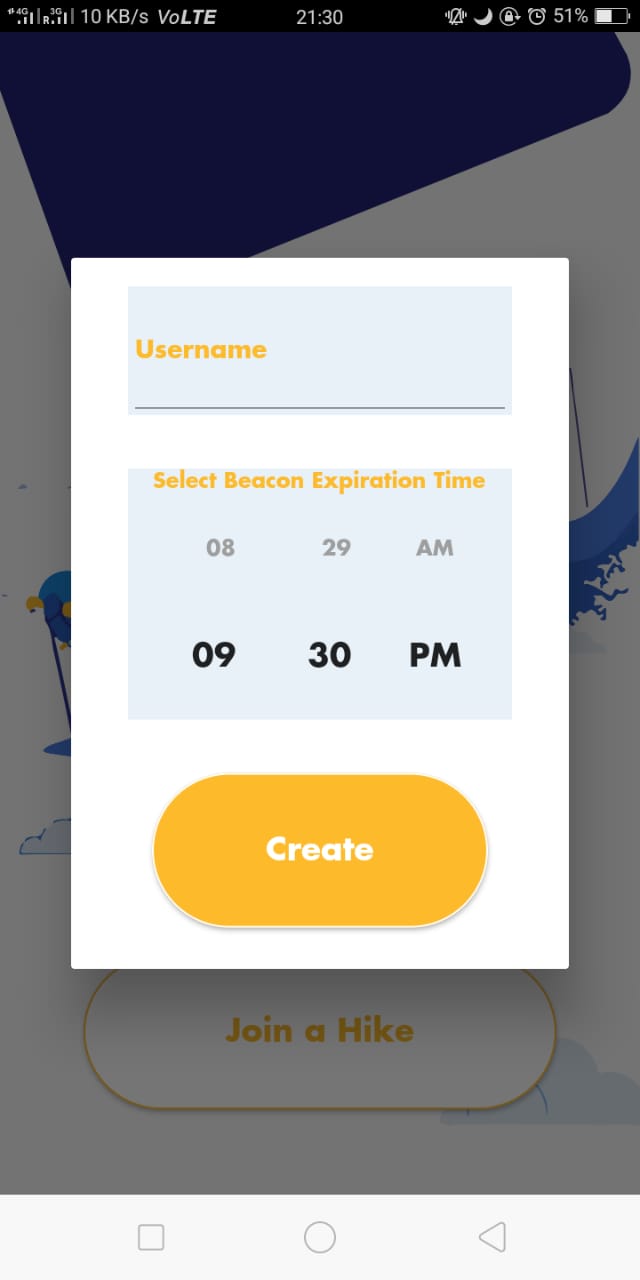 4G R 3G 10 KB/s VoLTE 21:30 51%
Username
Select Beacon Expiration Time
08 29 AM
09 30 PM
Create
Join a Hike